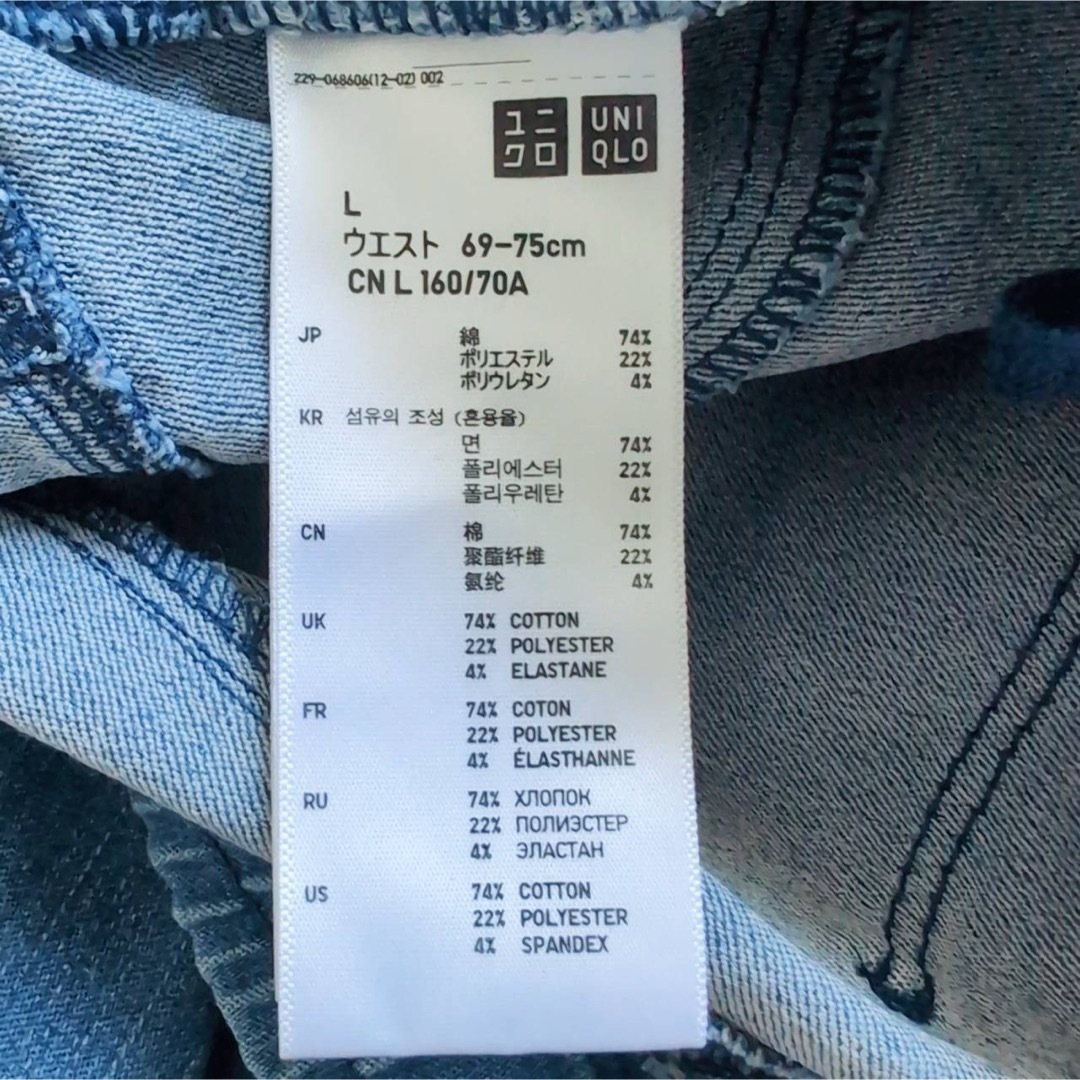 229-068606(12-02) 002
ユニ UNI
クロ QLO
L
ウエスト 69-75cm
CN L 160/70A
JP 綿 74%
ポリエステル 22%
ポリウレタン 4%
KR 섬유의 조성 (혼용율)
면 74%
폴리에스터 22%
폴리우레탄 4%
CN 棉 74%
聚酯纤维 22%
氨纶 4%
UK 74% COTTON
22% POLYESTER
4% ELASTANE
FR 74% COTON
22% POLYESTER
4% ÉLASTHANNE
RU 74% ХЛОПОК
22% ПОЛИЭСТЕР
4% ЭЛАСТАН
US 74% COTTON
22% POLYESTER
4% SPANDEX